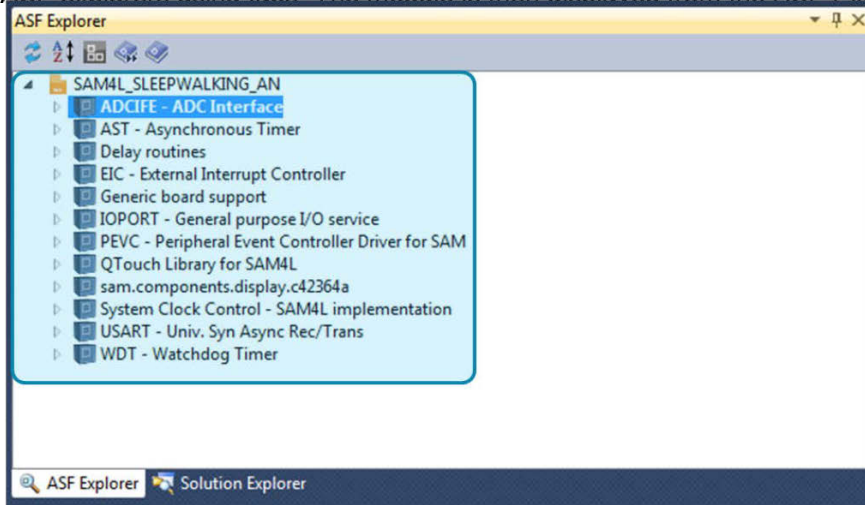 ASF Explorer
SAM4L_SLEEPWALKING_AN
ADCIFE - ADC Interface
AST - Asynchronous Timer
Delay routines
EIC - External Interrupt Controller
Generic board support
IOPORT - General purpose I/O service
PEVC - Peripheral Event Controller Driver for SAM
QTouch Library for SAM4L
sam.components.display.c42364a
System Clock Control - SAM4L implementation
USART - Univ. Syn Async Rec/Trans
WDT - Watchdog Timer
ASF Explorer Solution Explorer